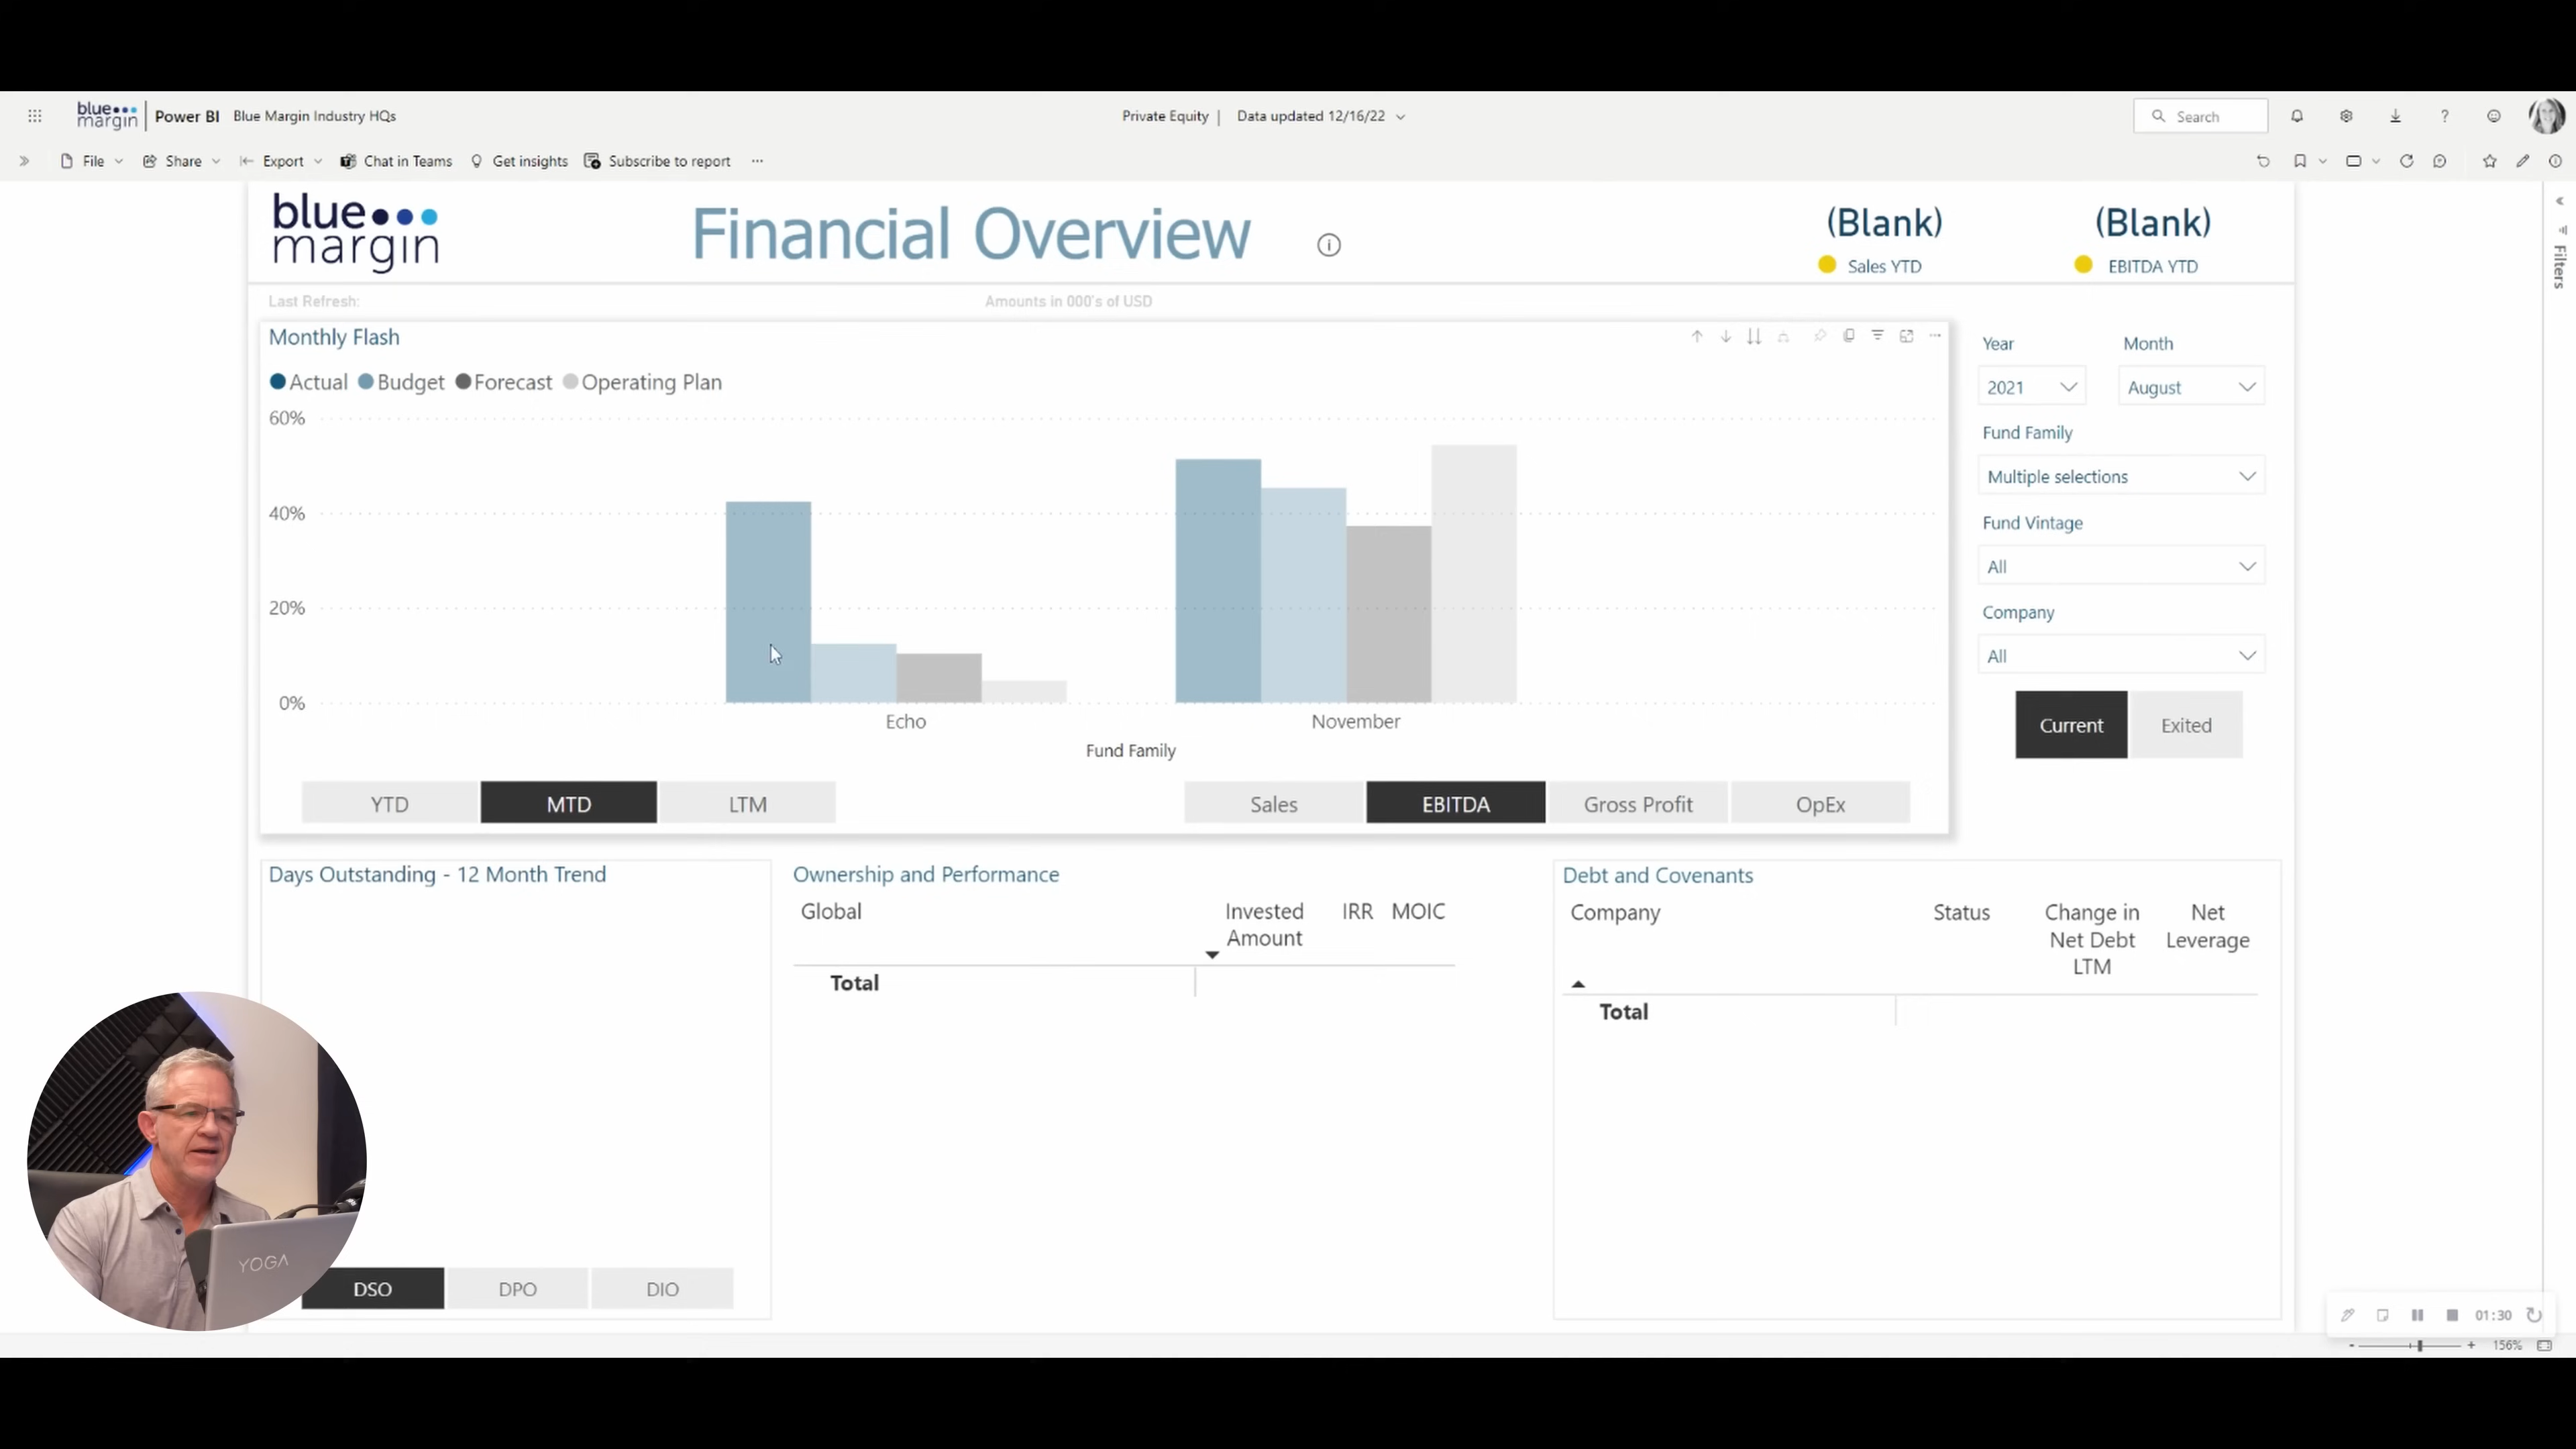 blue margin
Power BI
Blue Margin Industry HQs
Private Equity | Data updated 12/16/22
Search
File
Share
Export
Chat in Teams
Get insights
Subscribe to report
blue
margin
Financial Overview
(Blank)
Sales YTD
(Blank)
EBITDA YTD
Filters
Last Refresh:
Amounts in 000's of USD
Monthly Flash
Actual
Budget
Forecast
Operating Plan
60%
40%
20%
0%
Echo
November
Fund Family
YTD
MTD
LTM
Sales
EBITDA
Gross Profit
OpEx
Year
Month
2021
August
Fund Family
Multiple selections
Fund Vintage
All
Company
All
Current
Exited
Days Outstanding - 12 Month Trend
DSO
DPO
DIO
Ownership and Performance
Global
Invested
Amount
IRR
MOIC
Total
Debt and Covenants
Company
Status
Change in
Net Debt
LTM
Net
Leverage
Total
YOGA
01:30
156%